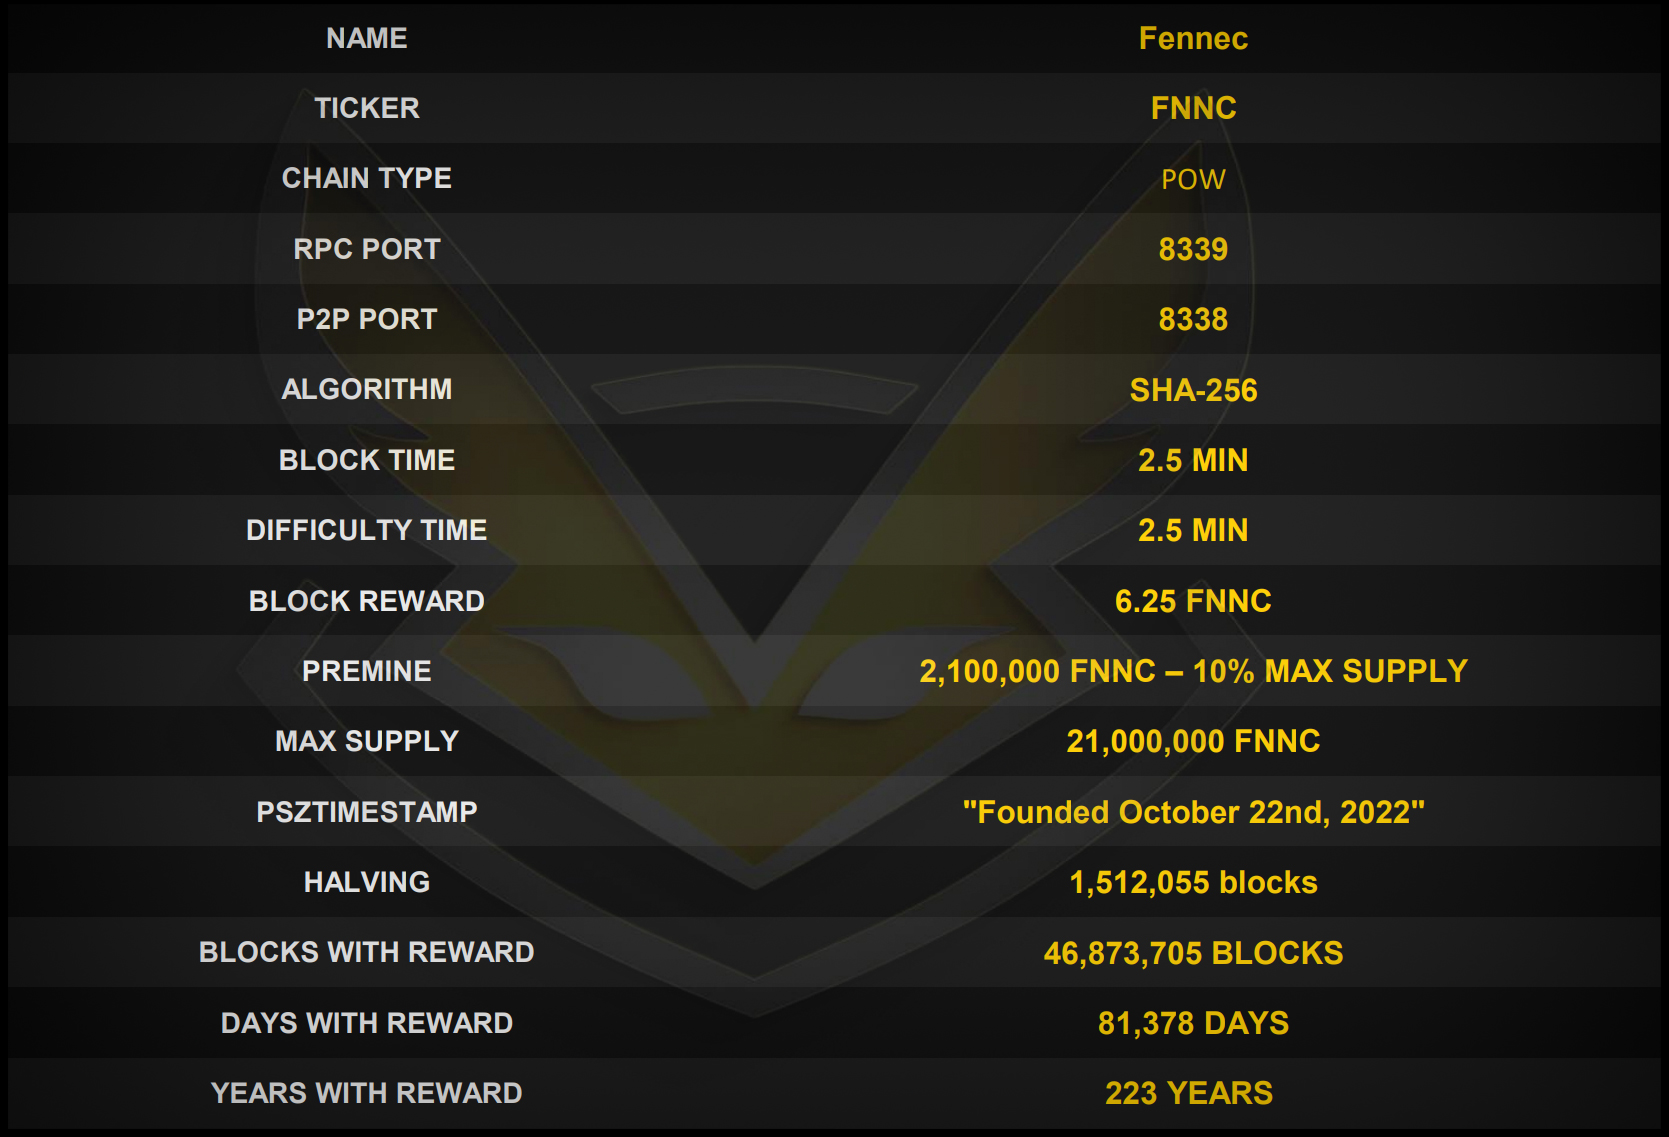 NAME Fennec
TICKER FNNC
CHAIN TYPE POW
RPC PORT 8339
P2P PORT 8338
ALGORITHM SHA-256
BLOCK TIME 2.5 MIN
DIFFICULTY TIME 2.5 MIN
BLOCK REWARD 6.25 FNNC
PREMINE 2,100,000 FNNC – 10% MAX SUPPLY
MAX SUPPLY 21,000,000 FNNC
PSZTIMESTAMP "Founded October 22nd, 2022"
HALVING 1,512,055 blocks
BLOCKS WITH REWARD 46,873,705 BLOCKS
DAYS WITH REWARD 81,378 DAYS
YEARS WITH REWARD 223 YEARS